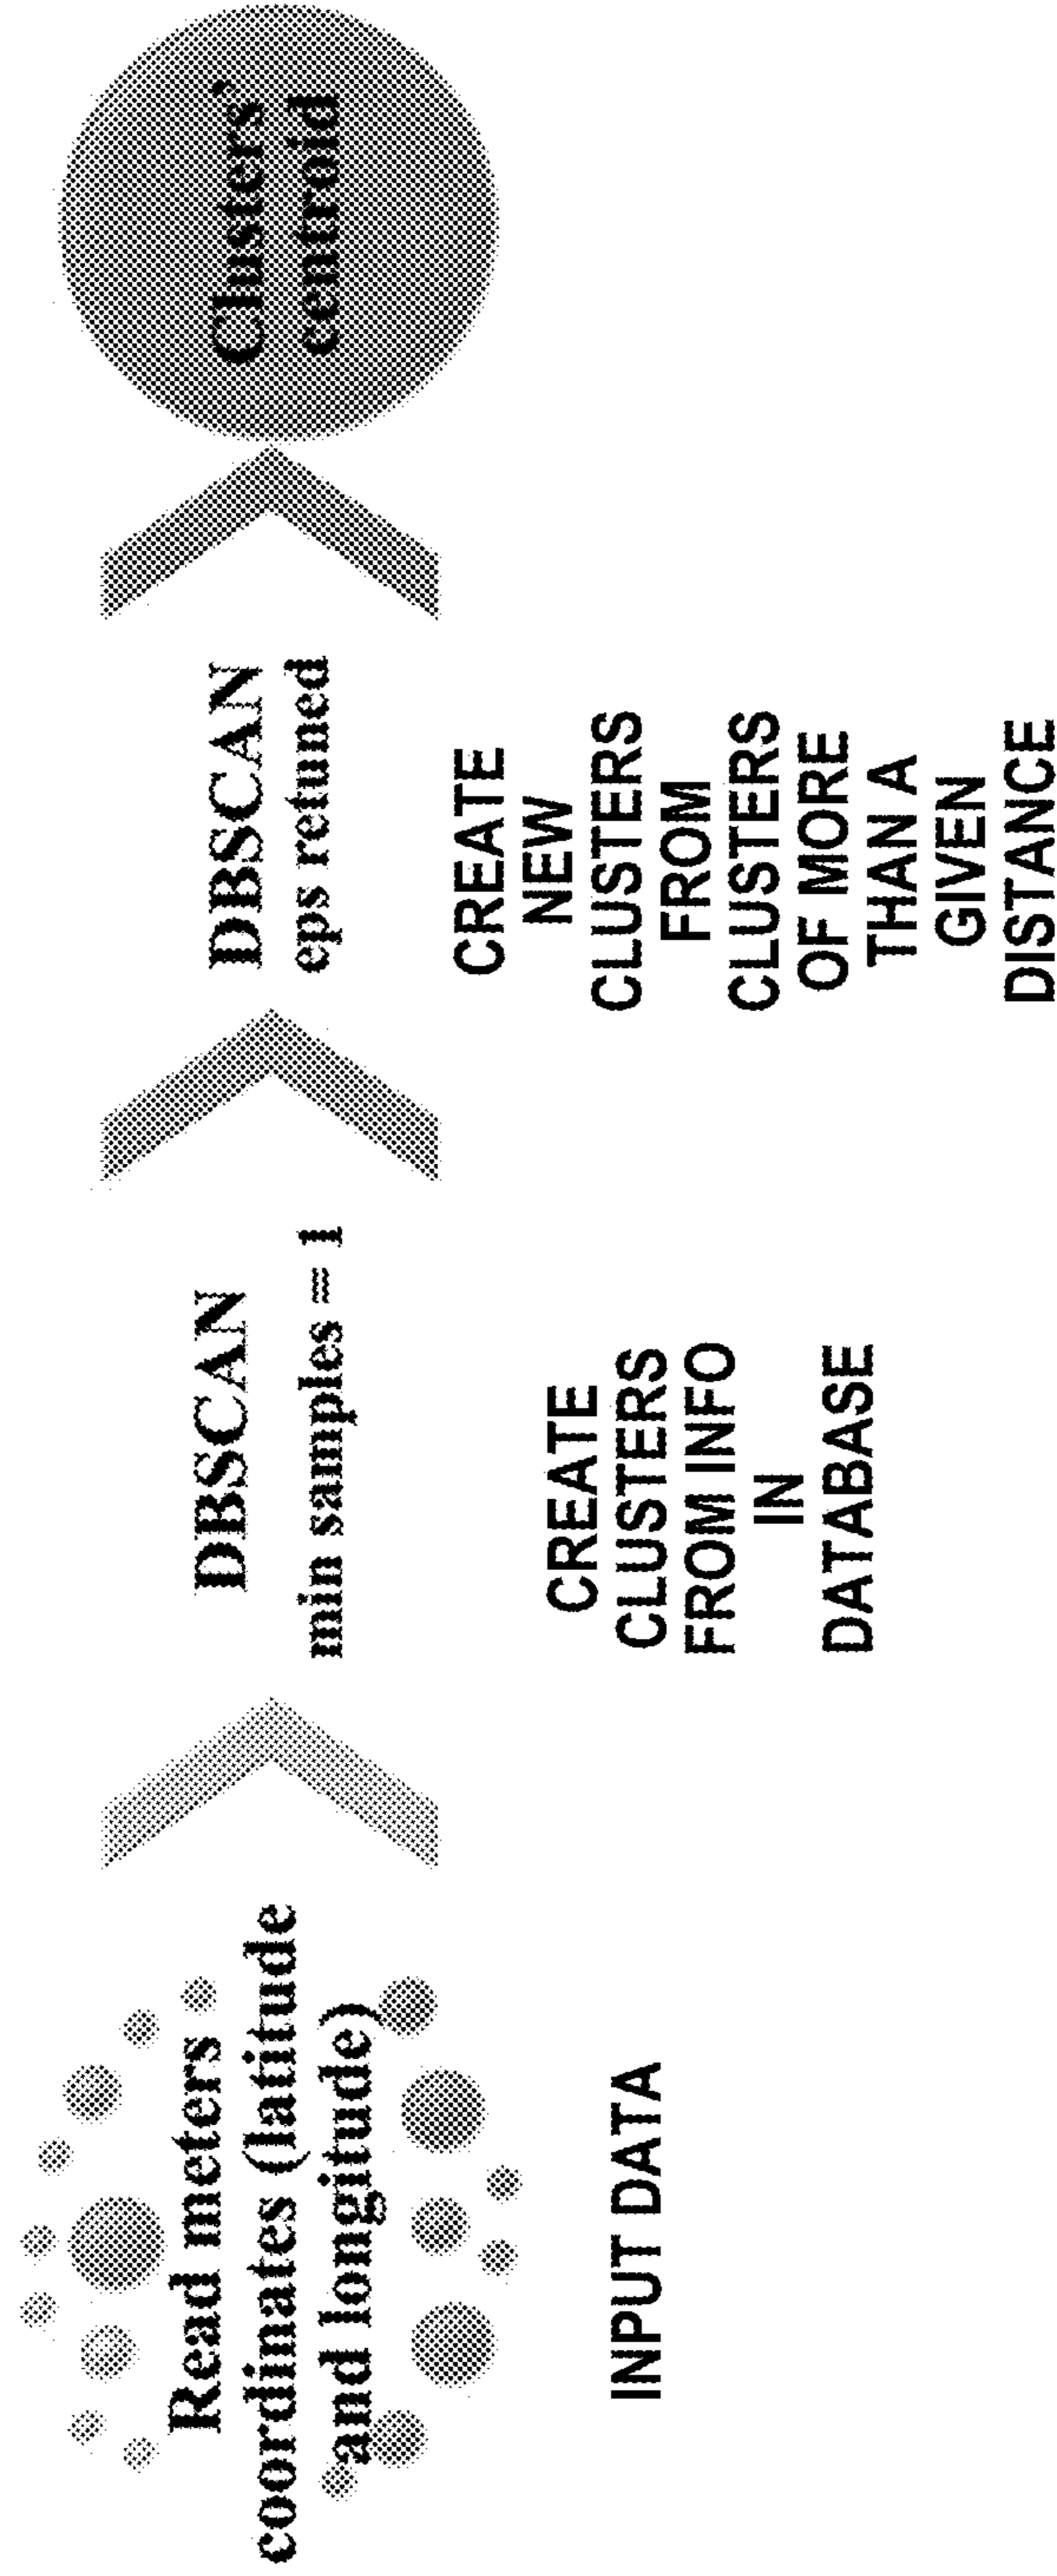 Read meters
coordinates (latitude
and longitude)
INPUT DATA
DBSCAN
min samples = 1
CREATE
CLUSTERS
FROM INFO
IN
DATABASE
DBSCAN
eps retuned
CREATE
NEW
CLUSTERS
FROM
CLUSTERS
OF MORE
THAN A
GIVEN
DISTANCE
Clusters’
centroid